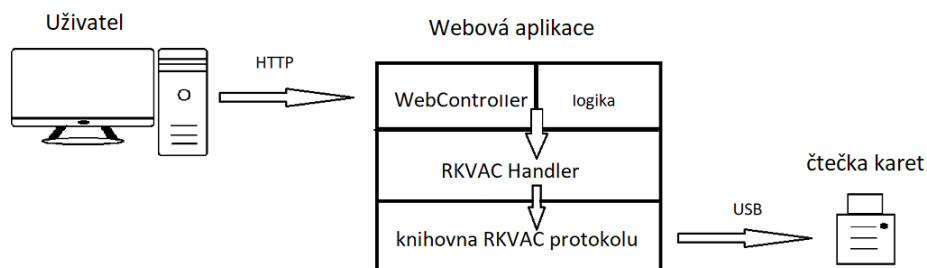 Uživatel
Webová aplikace
HTTP
WebController
logika
RKVAC Handler
čtečka karet
USB
knihovna RKVAC protokolu